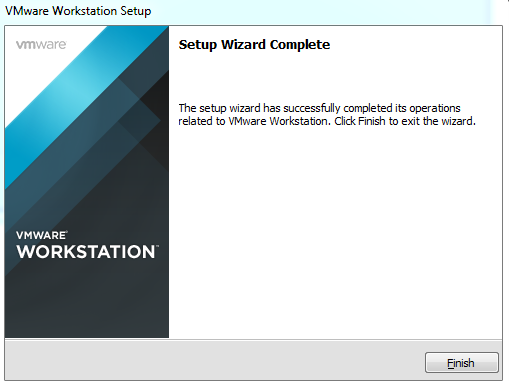 VMware Workstation Setup
vmware
Setup Wizard Complete
The setup wizard has successfully completed its operations
related to VMware Workstation. Click Finish to exit the wizard.
VMWARE®
WORKSTATION™
Finish